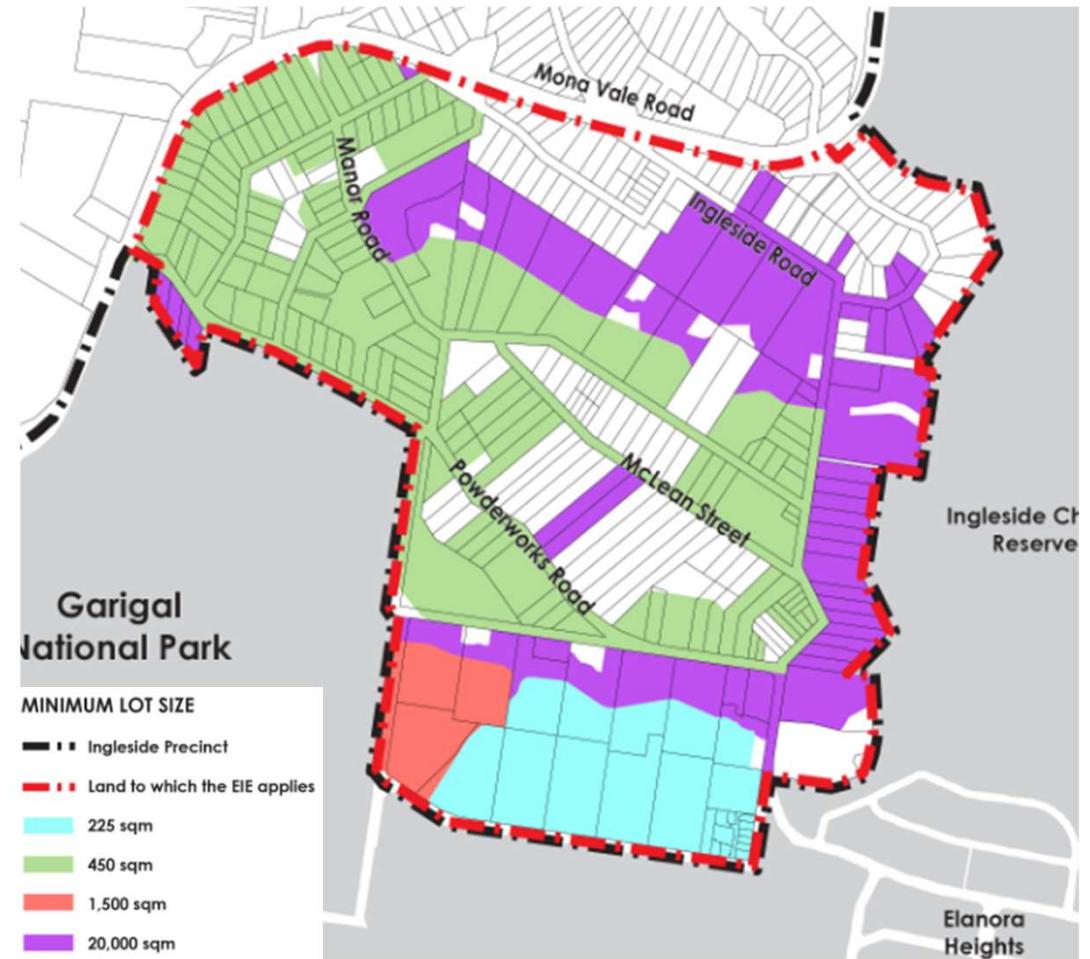 Mona Vale Road
Manor Road
Ingleside Road
McLean Street
Powderworks Road
Ingleside Ch
Reserve
Garigal
National Park
MINIMUM LOT SIZE
Ingleside Precinct
Land to which the EIE applies
225 sqm
450 sqm
1,500 sqm
20,000 sqm
Elanora
Heights